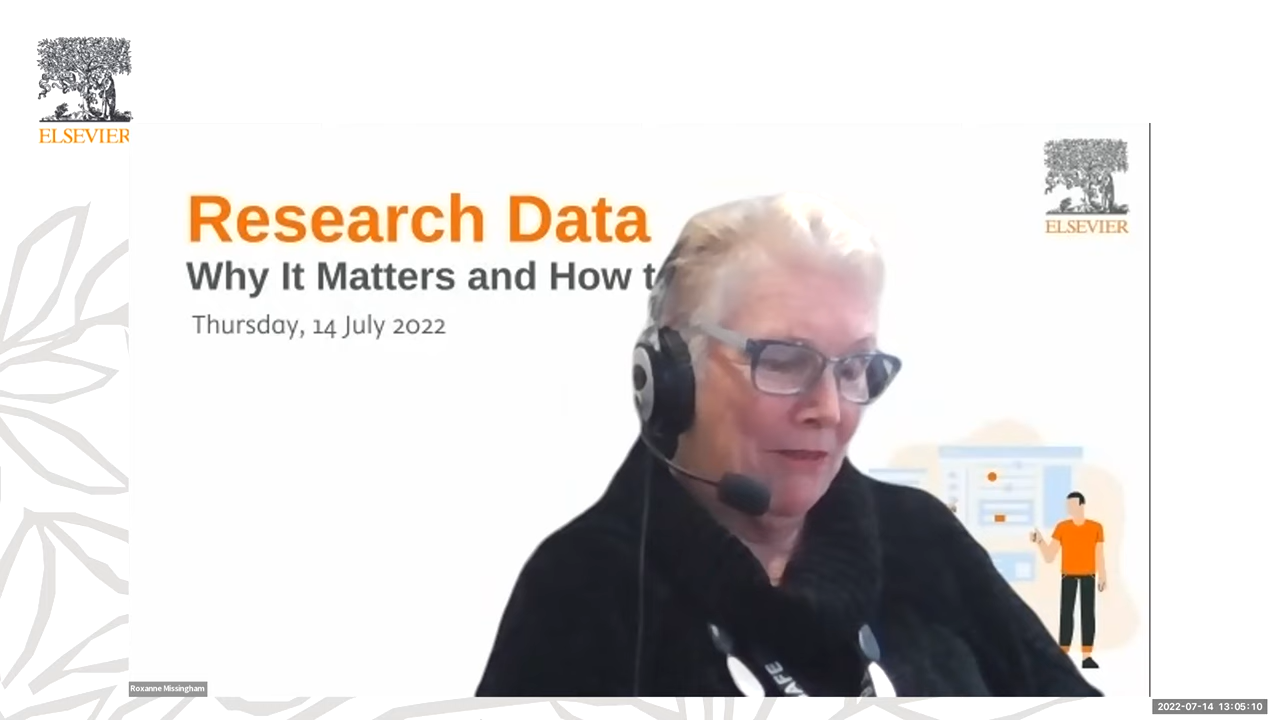 ELSEVIER
ELSEVIER
Research Data
Why It Matters and How t
Thursday, 14 July 2022
AFE
Roxanne Missingham
2022-07-14 13:05:10